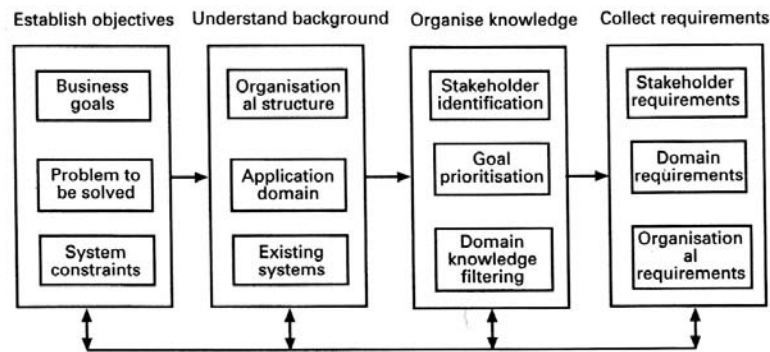 Establish objectives
Understand background
Organise knowledge
Collect requirements
Business
goals
Organisation
al structure
Stakeholder
identification
Stakeholder
requirements
Problem to
be solved
Application
domain
Goal
prioritisation
Domain
requirements
System
constraints
Existing
systems
Domain
knowledge
filtering
Organisation
al requirements